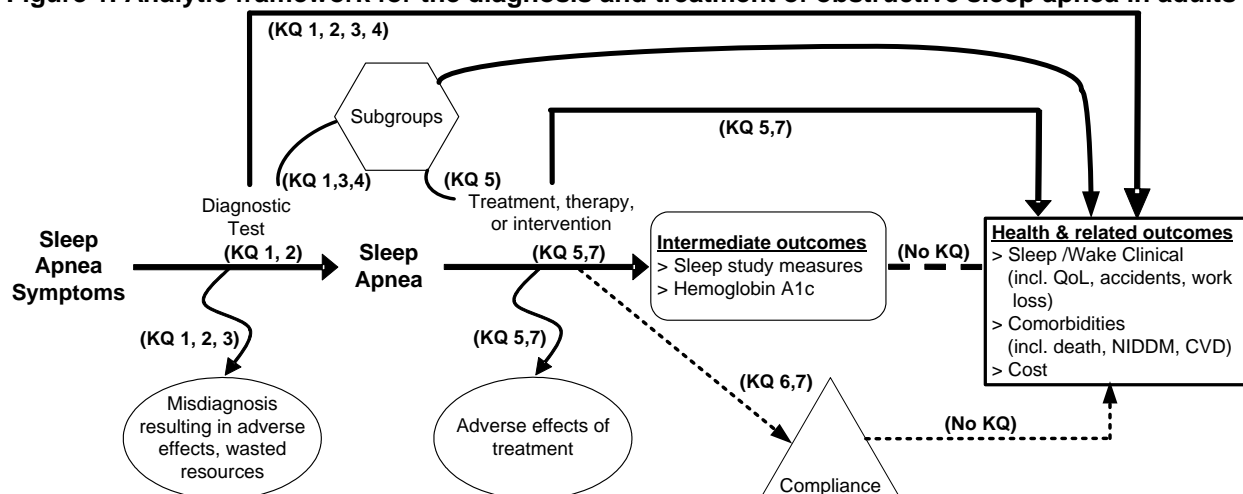 Figure 1. Analytic framework for the diagnosis and treatment of obstructive sleep apnea in adults
(KQ 1, 2, 3, 4)
Subgroups
(KQ 5,7)
(KQ 1,3,4)
(KQ 5)
Diagnostic
Test
Treatment, therapy,
or intervention
Sleep
Apnea
Symptoms
(KQ 1, 2)
Sleep
Apnea
(KQ 5,7)
Intermediate outcomes
> Sleep study measures
> Hemoglobin A1c
(No KQ)
Health & related outcomes
> Sleep /Wake Clinical
(incl. QoL, accidents, work
loss)
> Comorbidities
(incl. death, NIDDM, CVD)
> Cost
(KQ 1, 2, 3)
(KQ 5,7)
(KQ 6,7)
(No KQ)
Misdiagnosis
resulting in adverse
effects, wasted
resources
Adverse effects of
treatment
Compliance